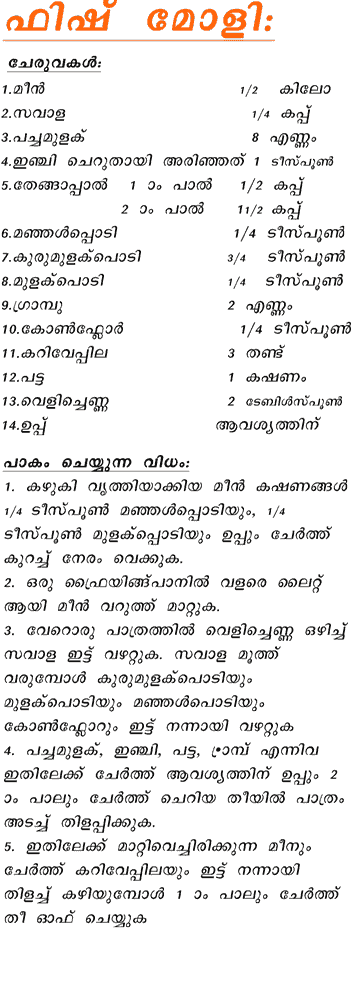 ഫിഷ് മോളി:
ചേരുവകൾ:
1.മീൻ 1/2 കിലോ
2.സവാള 1/4 കപ്പ്
3.പച്ചമുളക് 8 എണ്ണം
4.ഇഞ്ചി ചെറുതായി അരിഞ്ഞത് 1 ടീസ്പൂൺ
5.തേങ്ങാപ്പാൽ 1 ാം പാൽ 1/2 കപ്പ്
2 ാം പാൽ 11/2 കപ്പ്
6.മഞ്ഞൾപ്പൊടി 1/4 ടീസ്പൂൺ
7.കുരുമുളക്പൊടി 3/4 ടീസ്പൂൺ
8.മുളക്പൊടി 1/4 ടീസ്പൂൺ
9.ഗ്രാമ്പു 2 എണ്ണം
10.കോൺഫ്ലോർ 1/4 ടീസ്പൂൺ
11.കറിവേപ്പില 3 തണ്ട്
12.പട്ട 1 കഷണം
13.വെളിച്ചെണ്ണ 2 ടേബിൾസ്പൂൺ
14.ഉപ്പ് ആവശ്യത്തിന്
പാകം ചെയ്യുന്ന വിധം:
1. കഴുകി വൃത്തിയാക്കിയ മീൻ കഷണങ്ങൾ
1/4 ടീസ്പൂൺ മഞ്ഞൾപ്പൊടിയും, 1/4
ടീസ്പൂൺ മുളക്പ്പൊടിയും ഉപ്പും ചേർത്ത്
കുറച്ച് നേരം വെക്കുക.
2. ഒരു ഫ്രൈയിങ്ങ്പാനിൽ വളരെ ലൈറ്റ്
ആയി മീൻ വറുത്ത് മാറ്റുക.
3. വേറൊരു പാത്രത്തിൽ വെളിച്ചെണ്ണ ഒഴിച്ച്
സവാള ഇട്ട് വഴറ്റുക. സവാള മൂത്ത്
വരുമ്പോൾ കുരുമുളക്പൊടിയും
മുളക്പൊടിയും മഞ്ഞൾപൊടിയും
കോൺഫ്ലോറും ഇട്ട് നന്നായി വഴറ്റുക
4. പച്ചമുളക്, ഇഞ്ചി, പട്ട, ്രാമ്പ് എന്നിവ
ഇതിലേക്ക് ചേർത്ത് ആവശ്യത്തിന് ഉപ്പും 2
ാം പാലും ചേർത്ത് ചെറിയ തീയിൽ പാത്രം
അടച്ച് തിളപ്പിക്കുക.
5. ഇതിലേക്ക് മാറ്റിവെച്ചിരിക്കുന്ന മീനും
ചേർത്ത് കറിവേപ്പിലയും ഇട്ട് നന്നായി
തിളച്ച് കഴിയുമ്പോൾ 1 ാം പാലും ചേർത്ത്
തീ ഓഫ് ചെയ്യുക